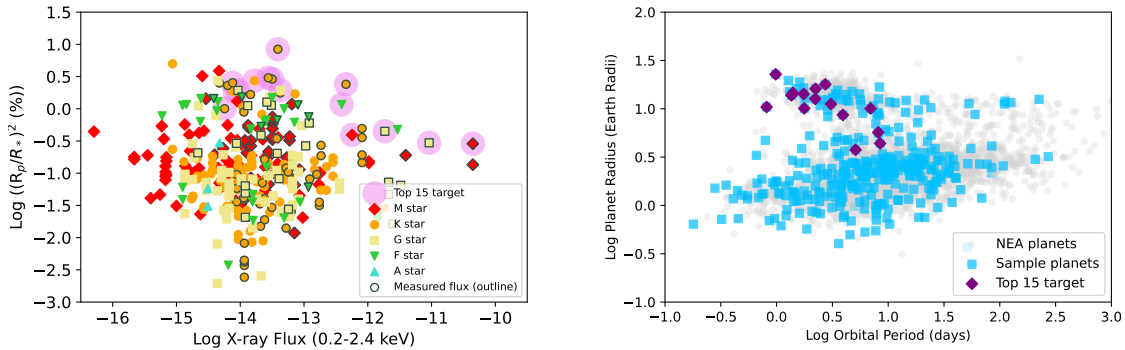 1.5
1.0
0.5
0.0
−0.5
−1.0
−1.5
−2.0
−2.5
−3.0
Log ((Rp/R*)² (%))
Top 15 target
M star
K star
G star
F star
A star
Measured flux (outline)
−16 −15 −14 −13 −12 −11 −10
Log X-ray Flux (0.2-2.4 keV)
2.0
1.5
1.0
0.5
0.0
−0.5
−1.0
Log Planet Radius (Earth Radii)
NEA planets
Sample planets
Top 15 target
−1.0 −0.5 0.0 0.5 1.0 1.5 2.0 2.5 3.0
Log Orbital Period (days)